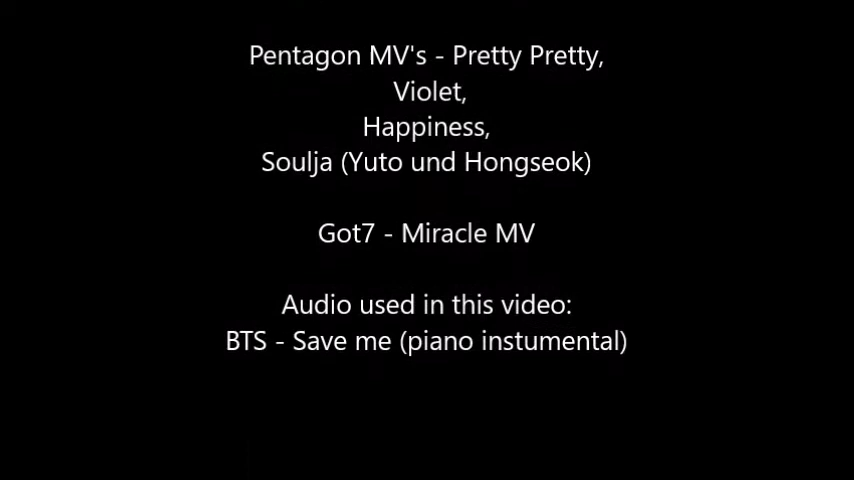 Pentagon MV's - Pretty Pretty,
Violet,
Happiness,
Soulja (Yuto und Hongseok)
Got7 - Miracle MV
Audio used in this video:
BTS - Save me (piano instumental)